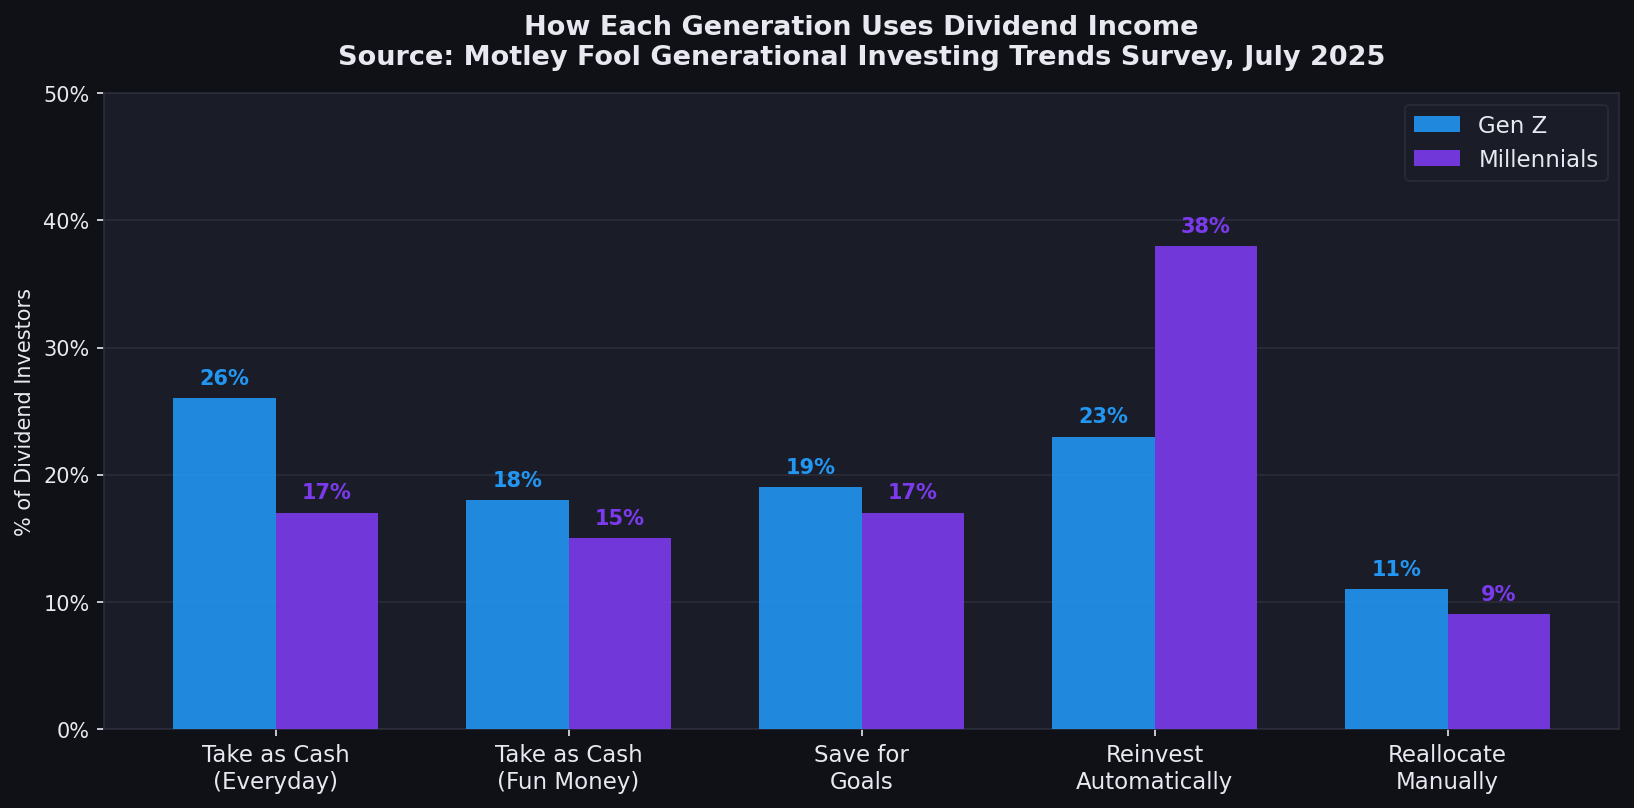 How Each Generation Uses Dividend Income
Source: Motley Fool Generational Investing Trends Survey, July 2025
50%
40%
30%
20%
10%
0%
% of Dividend Investors
Gen Z
Millennials
26%
17%
18%
15%
19%
17%
23%
38%
11%
9%
Take as Cash
(Everyday)
Take as Cash
(Fun Money)
Save for
Goals
Reinvest
Automatically
Reallocate
Manually